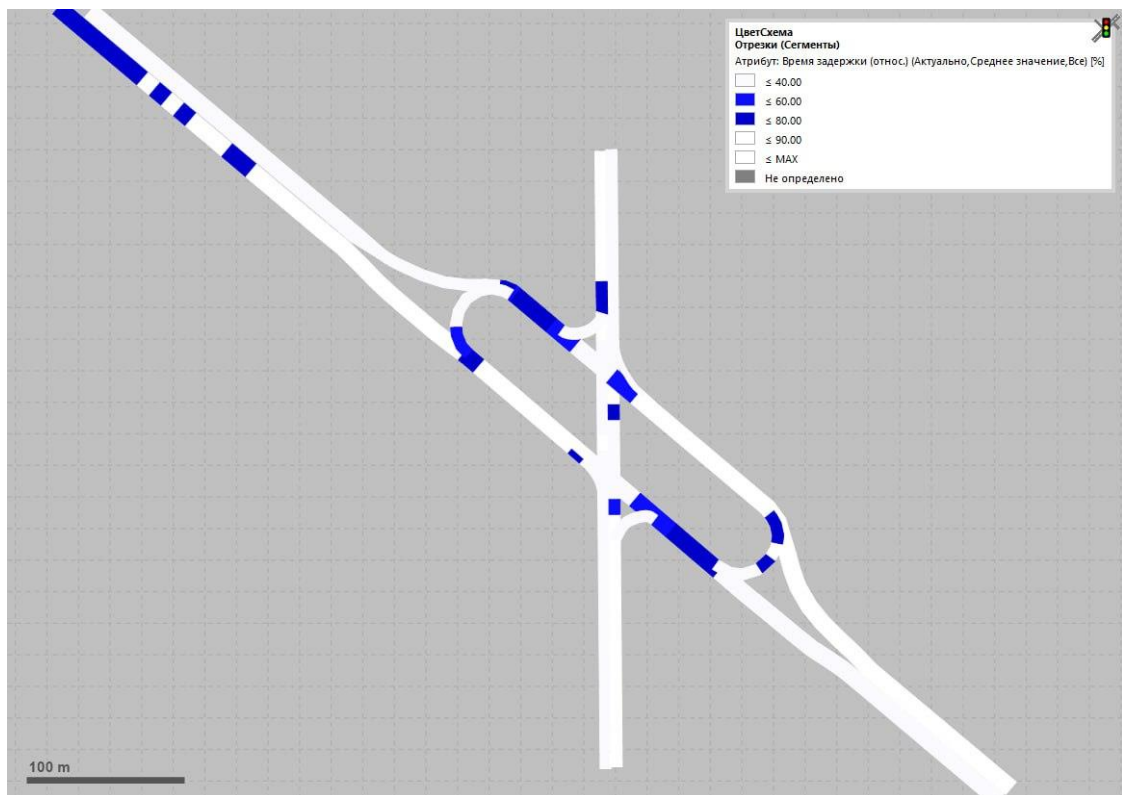 ЦветСхема
Отрезки (Сегменты)
Атрибут: Время задержки (относ.) (Актуально,Среднее значение,Все) [%]
≤ 40.00
≤ 60.00
≤ 80.00
≤ 90.00
≤ MAX
Не определено
100 m